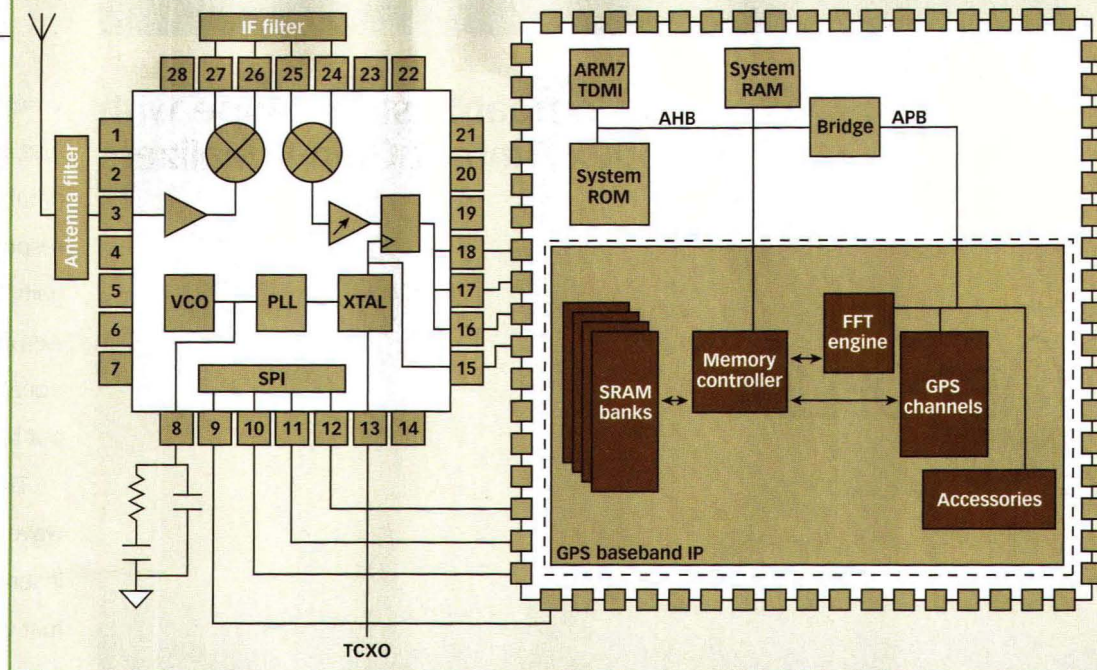 IF filter
28 27 26 25 24 23 22
Antenna filter
1
2
3
4
5
6
7
21
20
19
18
17
16
15
VCO
PLL
XTAL
SPI
8 9 10 11 12 13 14
TCXO
ARM7
TDMI
System
RAM
AHB
Bridge
APB
System
ROM
SRAM
banks
Memory
controller
FFT
engine
GPS
channels
Accessories
GPS baseband IP